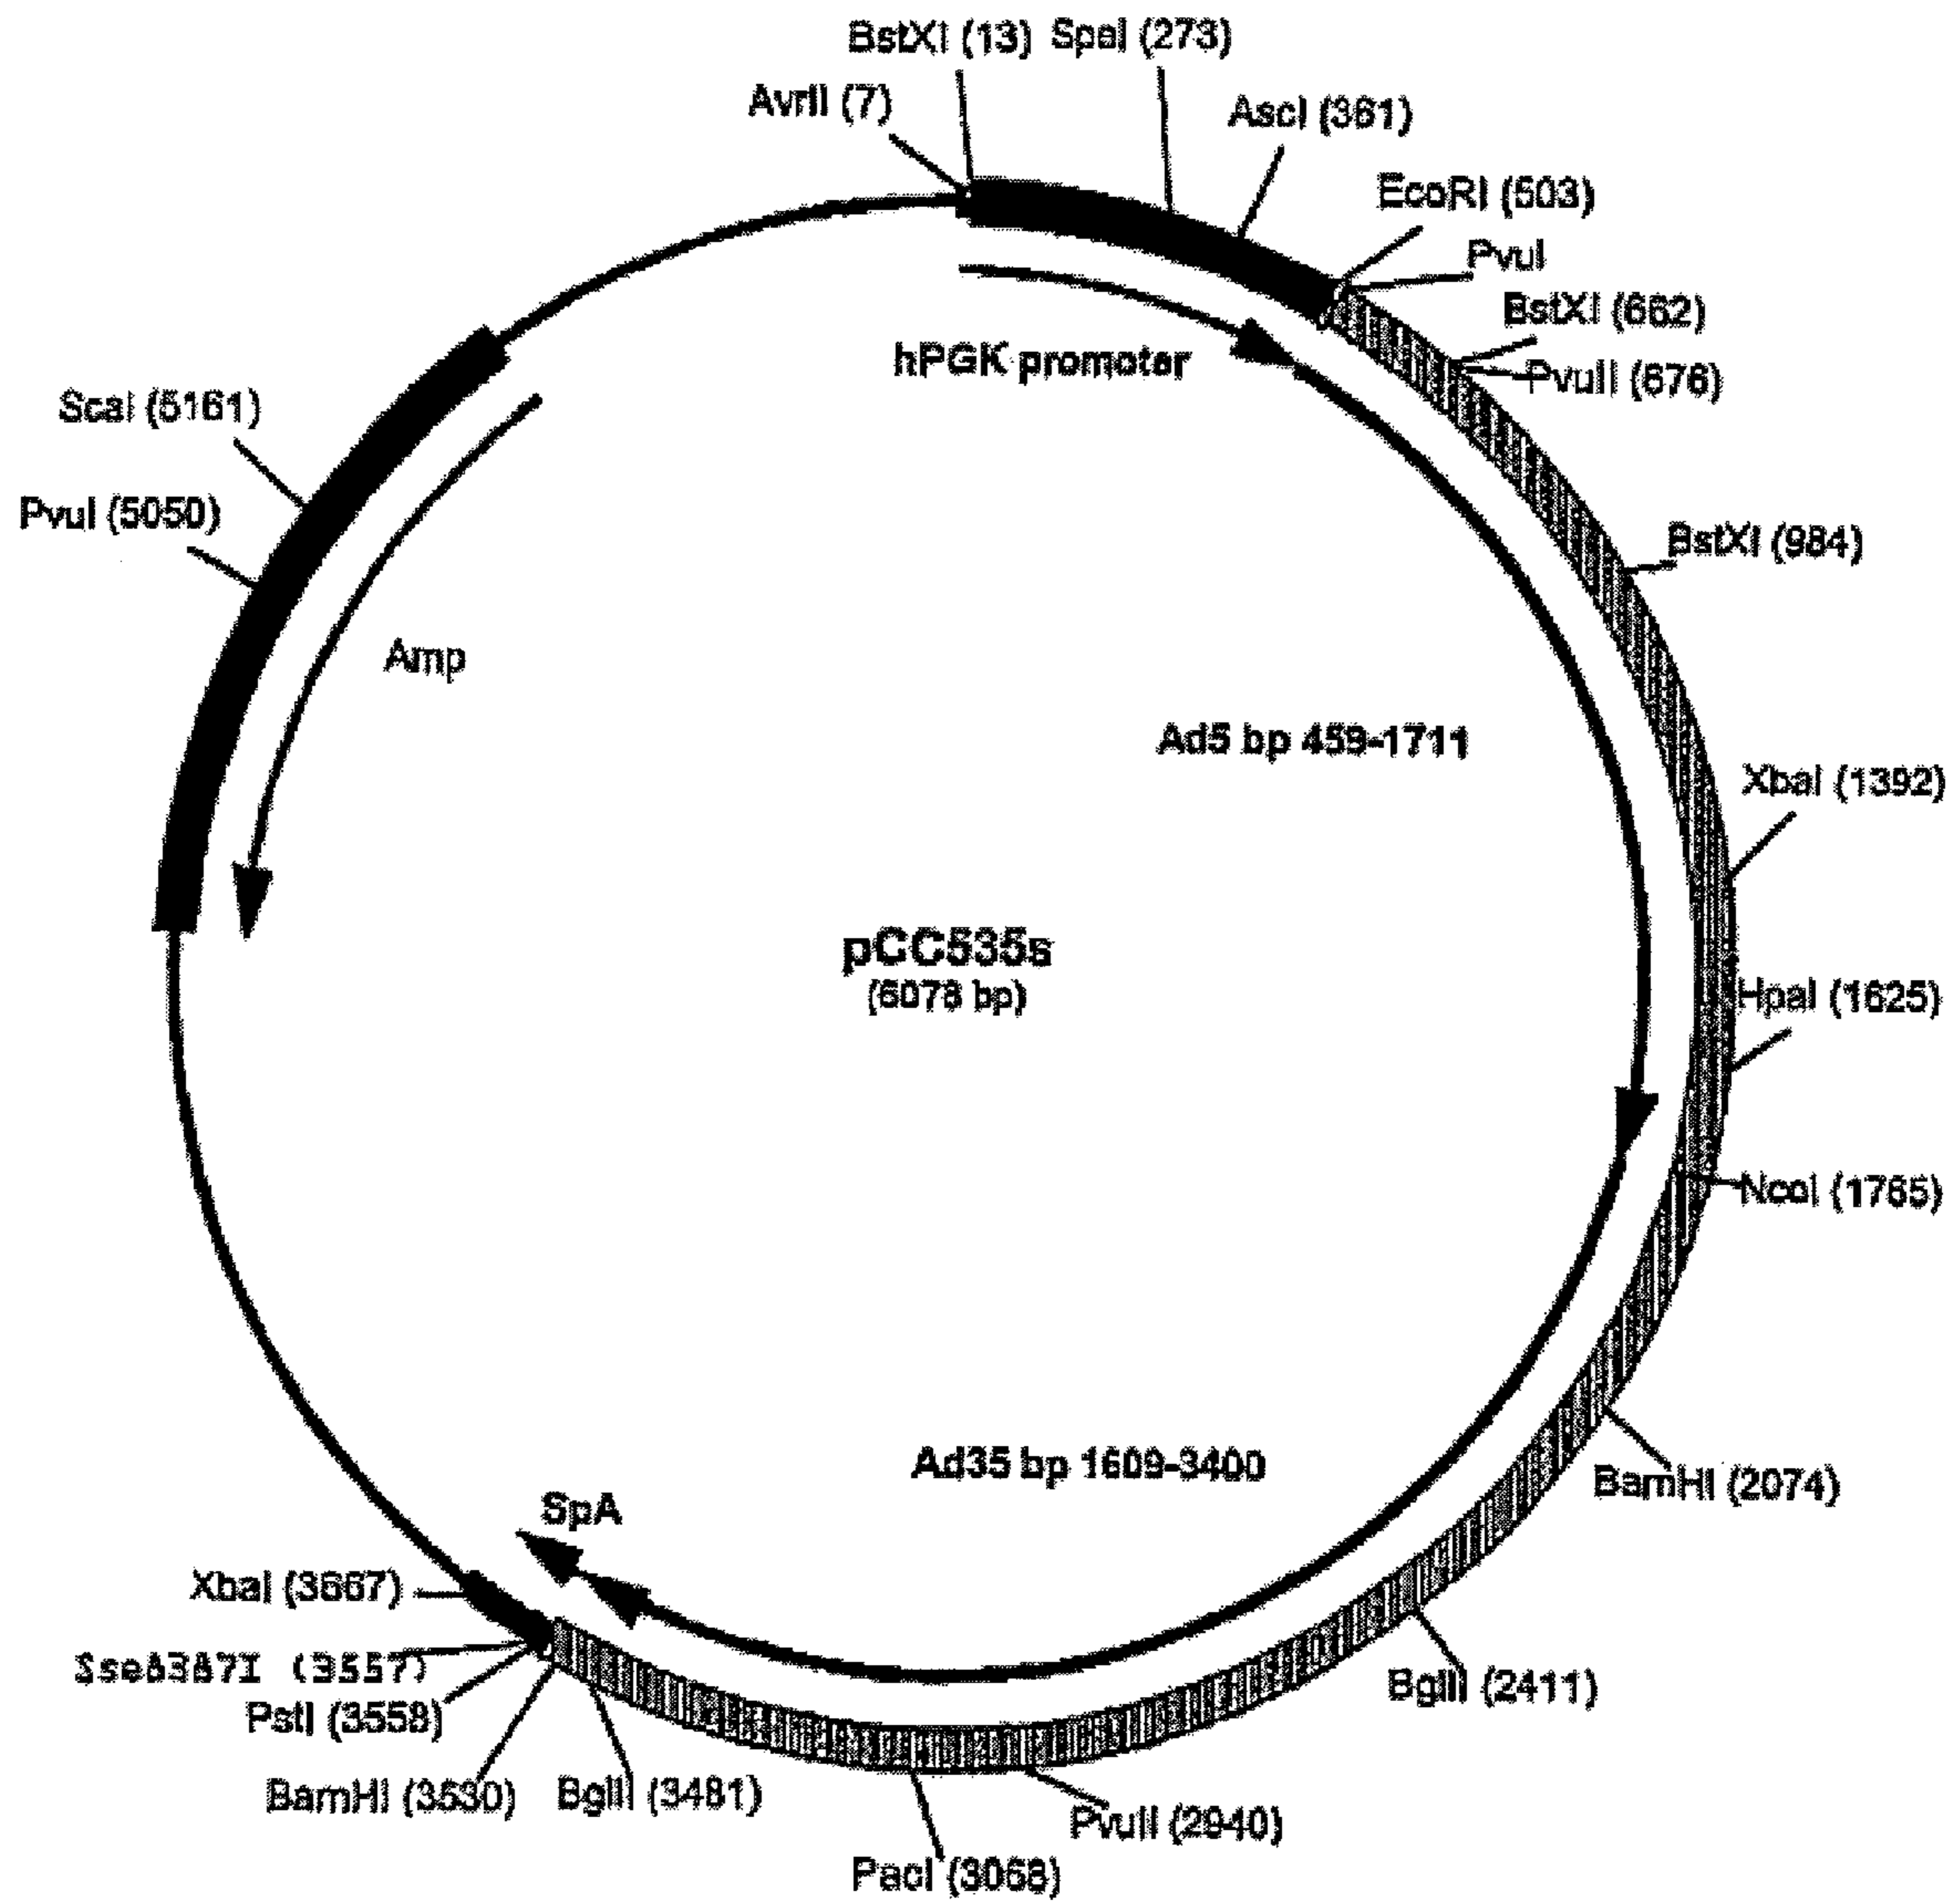 BstXI (13) SpeI (273)
AvrII (7)
AscI (361)
EcoRI (503)
PvuI
BstXI (662)
PvuII (676)
hPGK promoter
ScaI (5161)
PvuI (5050)
BstXI (984)
Amp
Ad5 bp 459-1711
XbaI (1392)
pCC535s
(6078 bp)
HpaI (1625)
NcoI (1765)
Ad35 bp 1609-3400
BamHI (2074)
SpA
XbaI (3667)
Sse8387I (3557)
PstI (3558)
BglII (2411)
BamHI (3530) BglII (3481)
PvuII (2940)
PacI (3068)